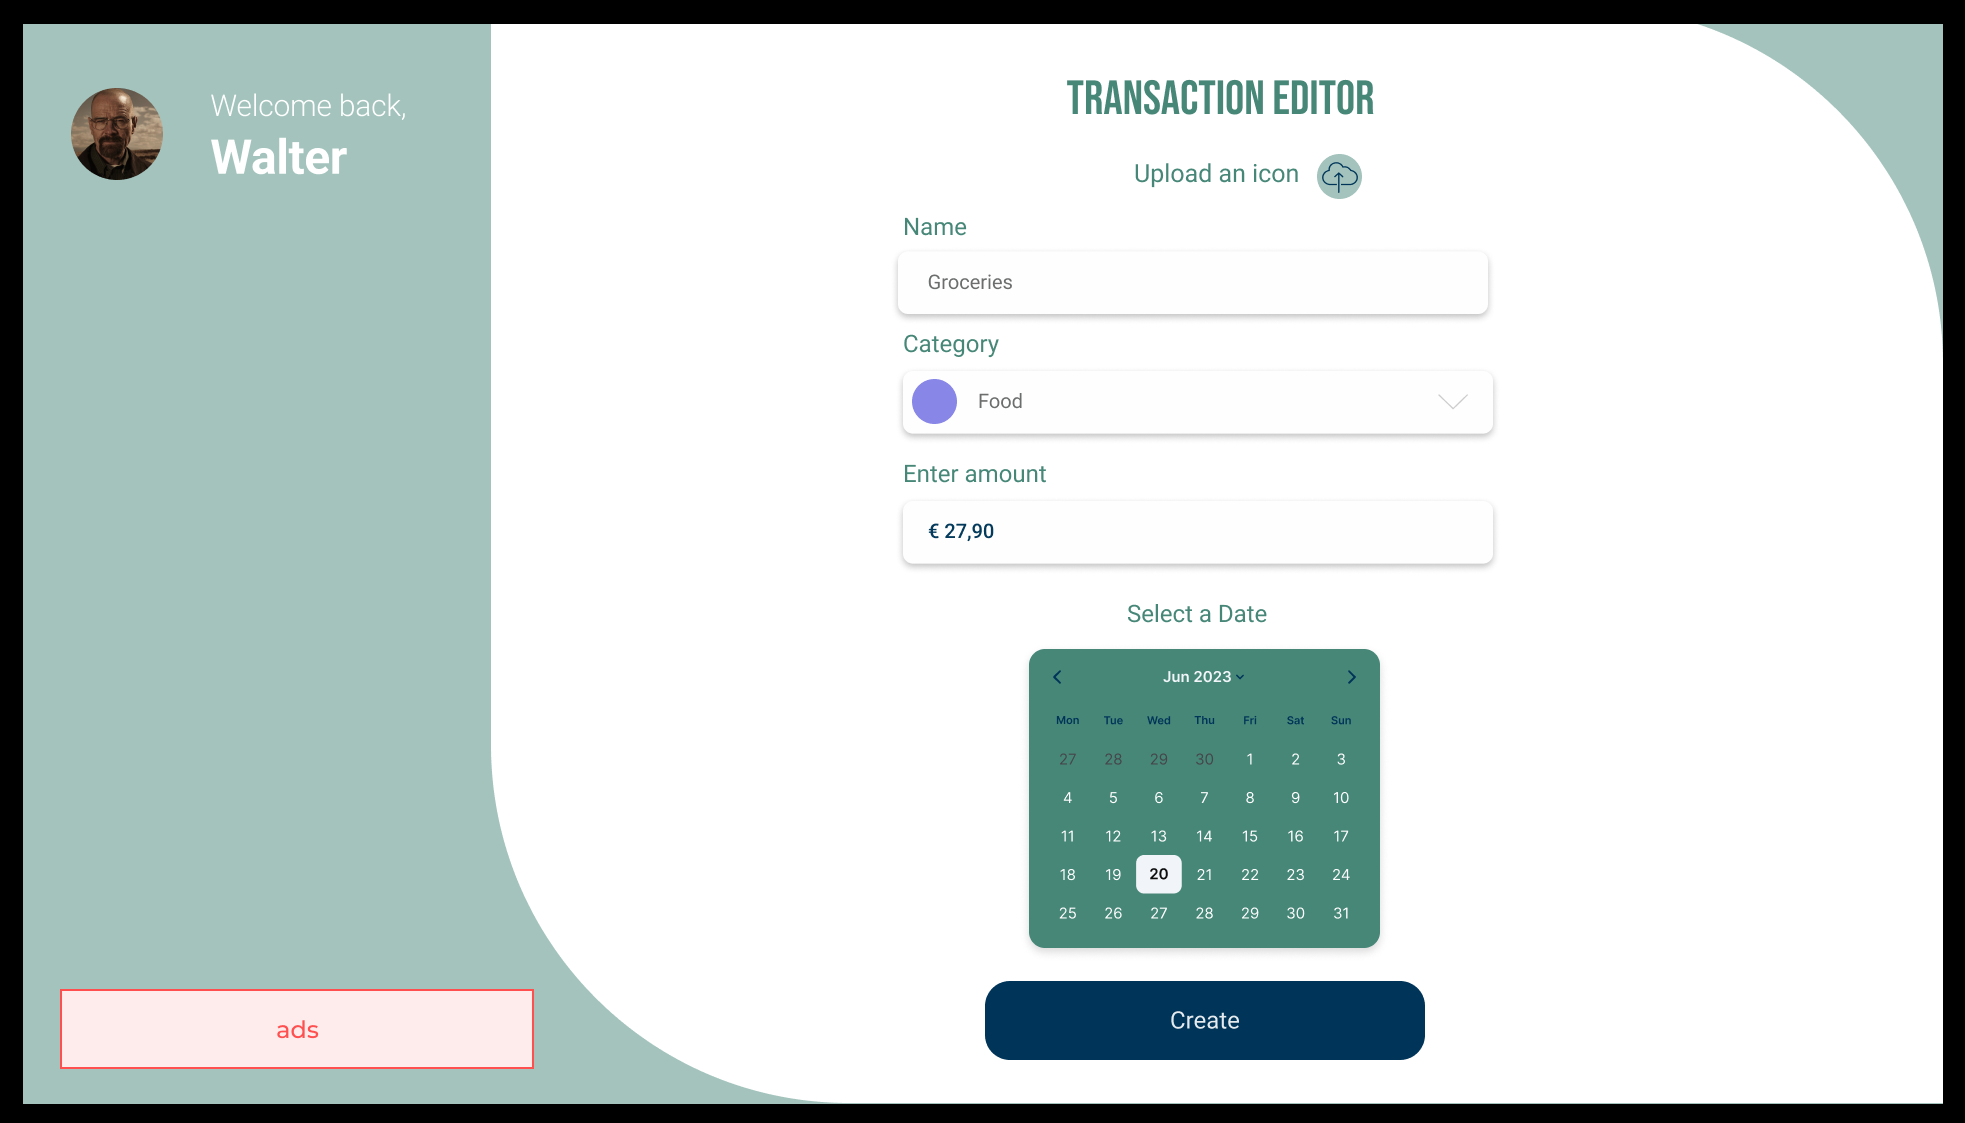 Welcome back,
Walter
TRANSACTION EDITOR
Upload an icon
Name
Groceries
Category
Food
Enter amount
€ 27,90
Select a Date
Jun 2023
Mon Tue Wed Thu Fri Sat Sun
27 28 29 30 1 2 3
4 5 6 7 8 9 10
11 12 13 14 15 16 17
18 19 20 21 22 23 24
25 26 27 28 29 30 31
Create
ads